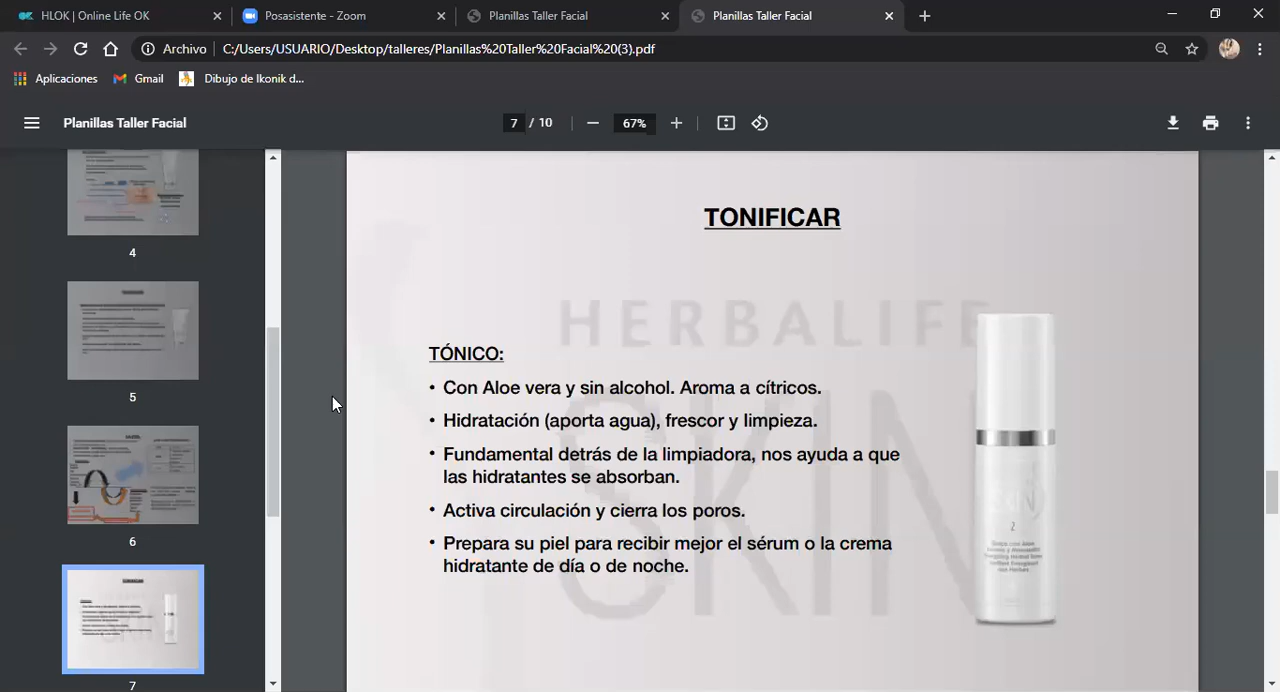 HLOK | Online Life OK
Posasistente - Zoom
Planillas Taller Facial
Planillas Taller Facial
Archivo
C:/Users/USUARIO/Desktop/talleres/Planillas%20Taller%20Facial%20(3).pdf
Aplicaciones
Gmail
Dibujo de Ikonik d...
Planillas Taller Facial
7 / 10
67%
4
5
6
7
TONIFICAR
HERBALIFE
SKIN
TÓNICO:
• Con Aloe vera y sin alcohol. Aroma a cítricos.
• Hidratación (aporta agua), frescor y limpieza.
• Fundamental detrás de la limpiadora, nos ayuda a que
las hidratantes se absorban.
• Activa circulación y cierra los poros.
• Prepara su piel para recibir mejor el sérum o la crema
hidratante de día o de noche.
2